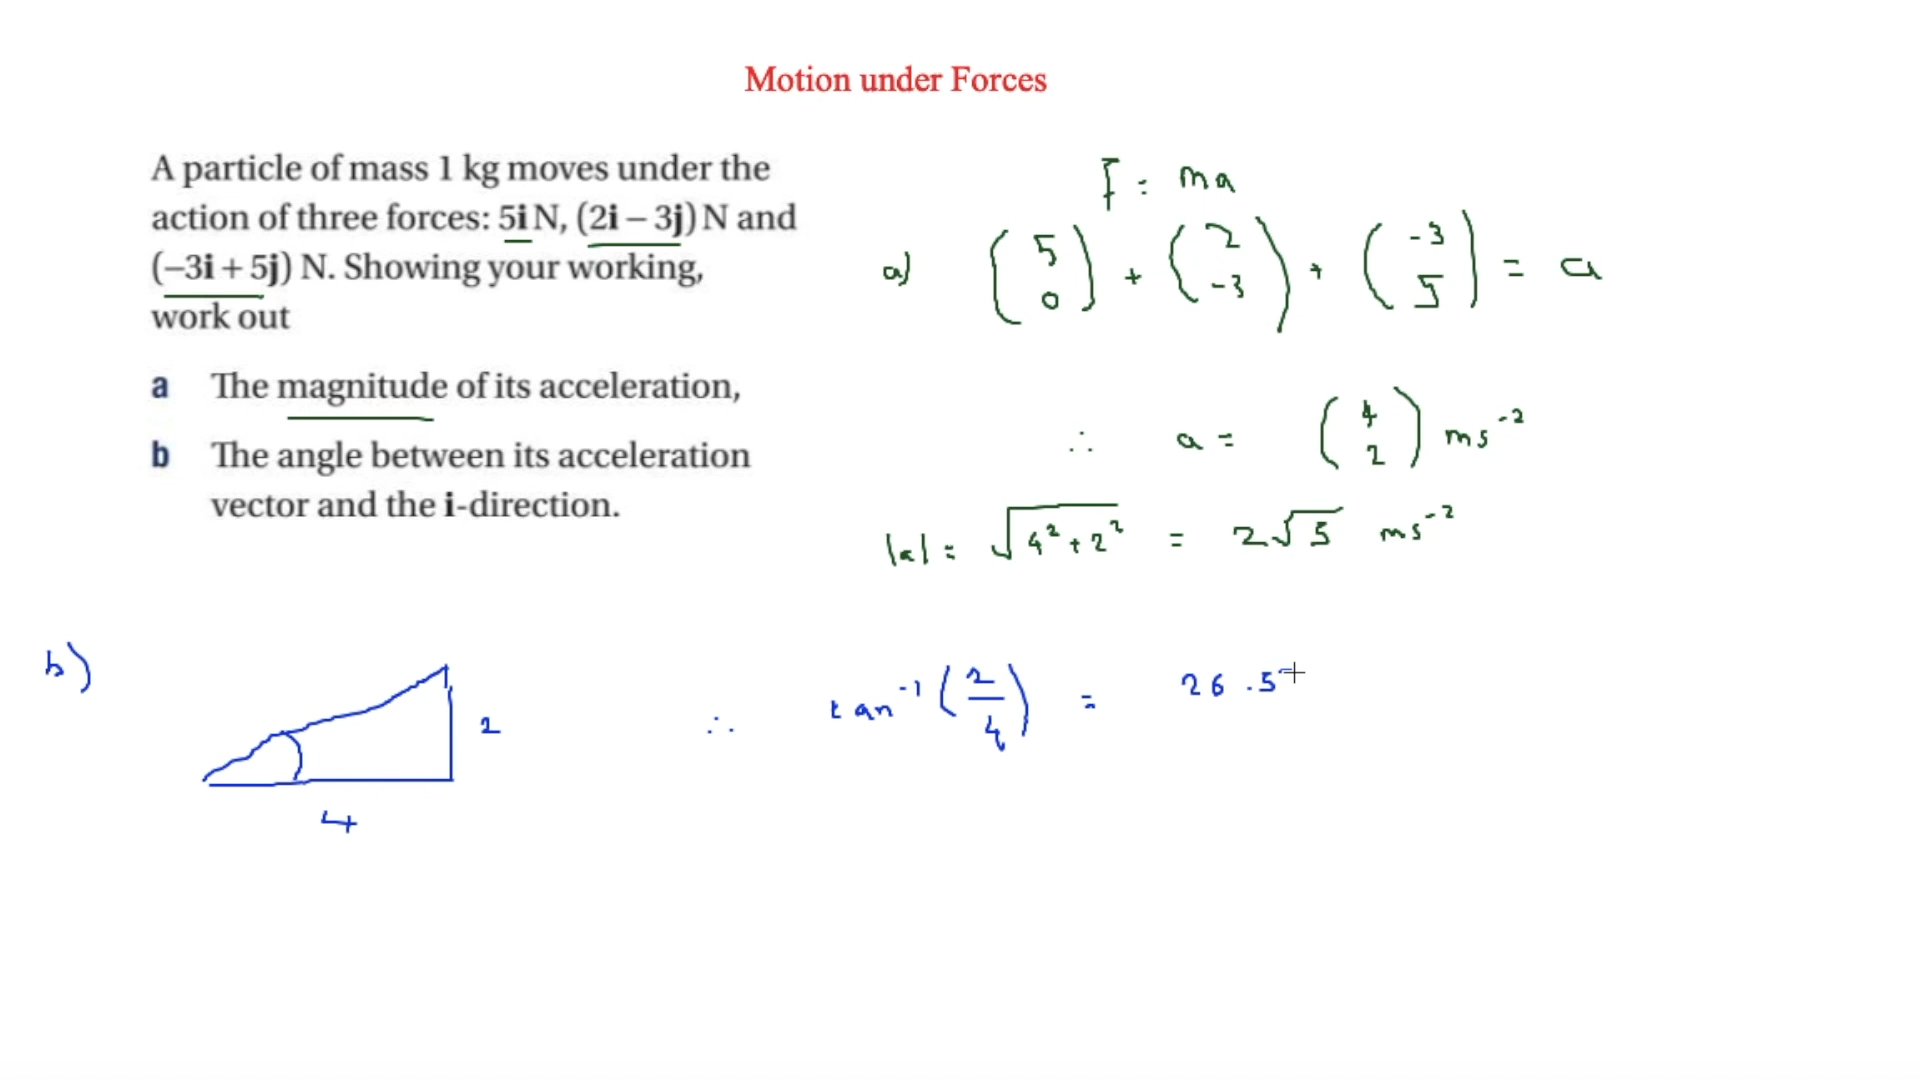 Motion under Forces
A particle of mass 1 kg moves under the
action of three forces: 5i N, (2i – 3j) N and
(–3i + 5j) N. Showing your working,
work out
a The magnitude of its acceleration,
b The angle between its acceleration
vector and the i-direction.
F = ma
a) (5 0) + (2 -3) + (-3 5) = a
∴ a = (4 2) ms⁻²
|a| = √(4² + 2²) = 2√5 ms⁻²
b)
2
4
∴ tan⁻¹(2/4) = 26.5